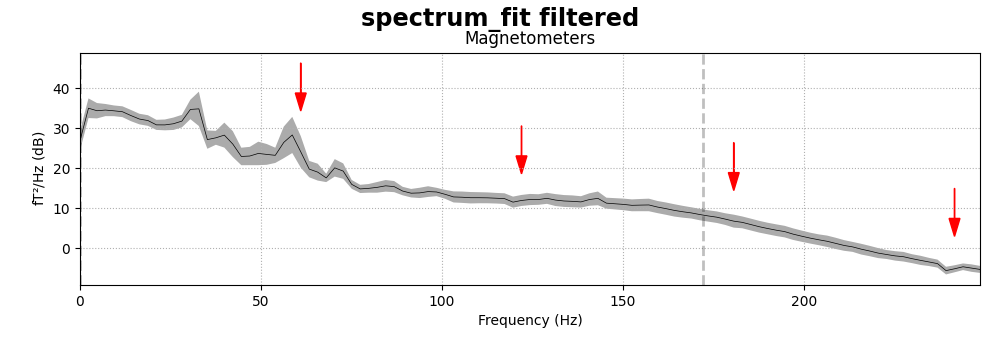 spectrum_fit filtered
Magnetometers
fT²/Hz (dB)
40
30
20
10
0
0 50 100 150 200
Frequency (Hz)